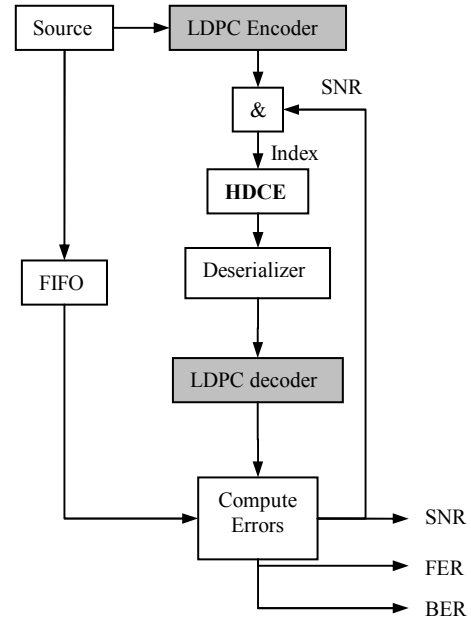 Source
LDPC Encoder
SNR
&
Index
HDCE
Deserializer
FIFO
LDPC decoder
Compute
Errors
SNR
FER
BER